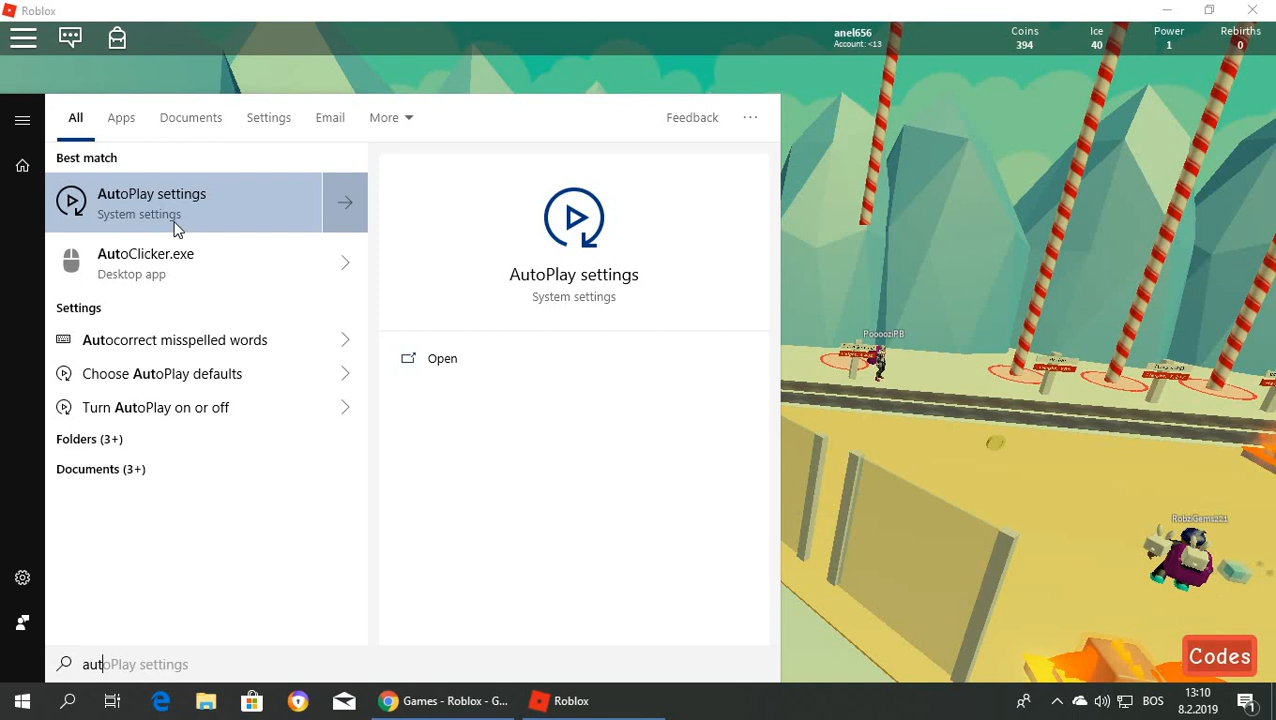 Roblox
anel656
Account: <13
Coins
394
Ice
40
Power
1
Rebirths
0
All
Apps
Documents
Settings
Email
More
Feedback
Best match
AutoPlay settings
System settings
AutoClicker.exe
Desktop app
Settings
Autocorrect misspelled words
Choose AutoPlay defaults
Turn AutoPlay on or off
Folders (3+)
Documents (3+)
AutoPlay settings
System settings
Open
PooooziPB
Codes
autoPlay settings
Games - Roblox - G...
Roblox
BOS
13:10
8.2.2019
1